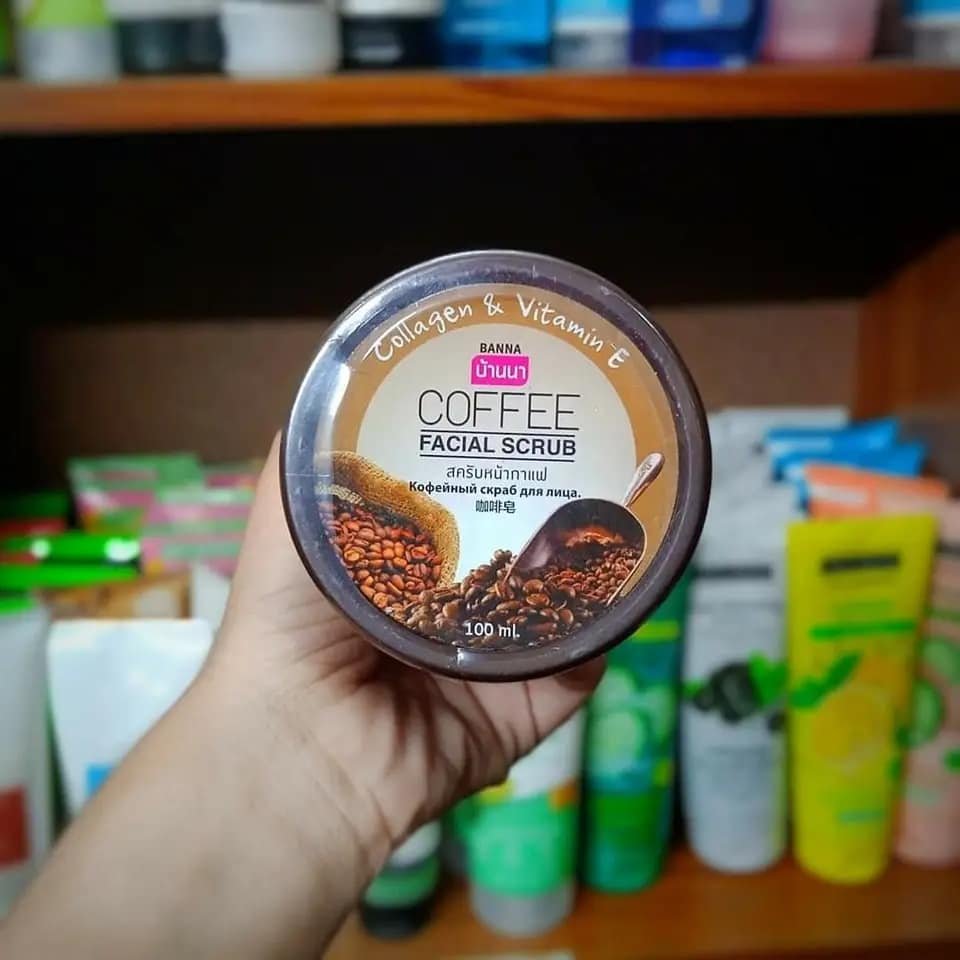 Collagen & Vitamin E
BANNA
บ้านนา
COFFEE
FACIAL SCRUB
สครับหน้ากาแฟ
Кофейный скраб для лица.
咖啡皂
100 ml.